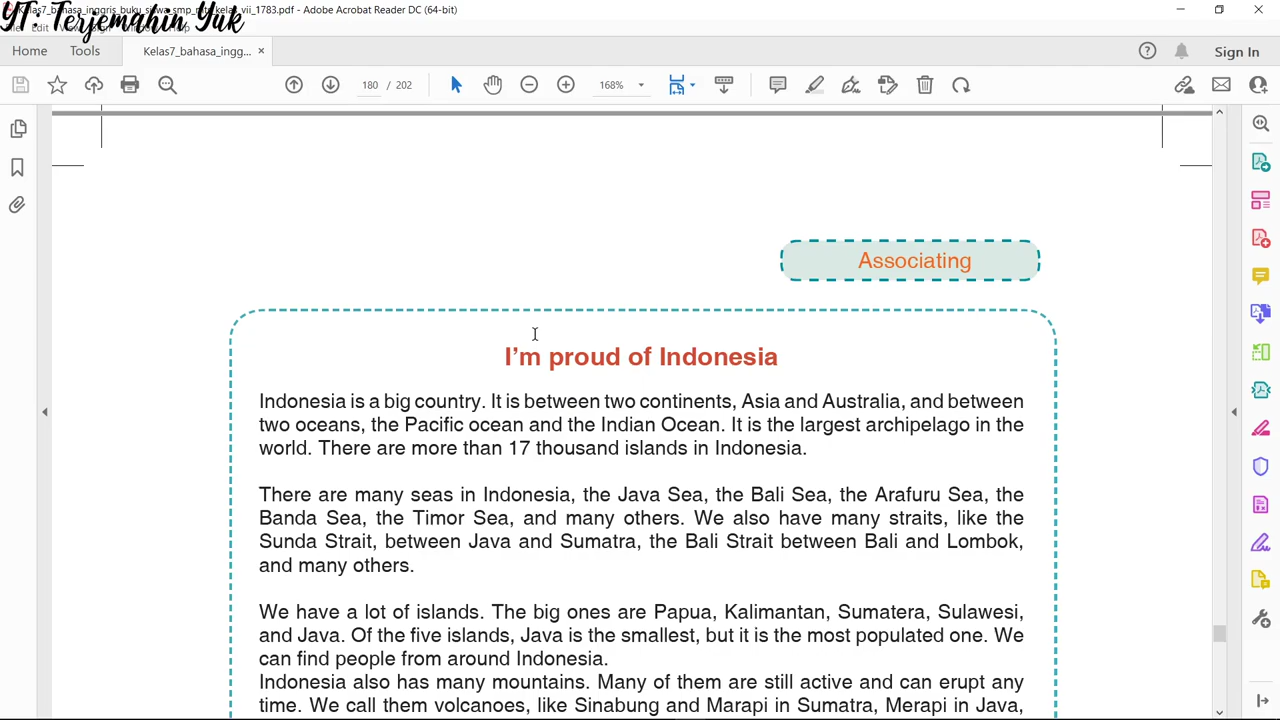 YT: Terjemahin Yuk
Kelas7_bahasa_inggris_buku_siswa_smp_mts_kelas_vii_1783.pdf - Adobe Acrobat Reader DC (64-bit)
Home Tools Kelas7_bahasa_ingg... × Sign In
180 / 202 168%
Associating
I'm proud of Indonesia
Indonesia is a big country. It is between two continents, Asia and Australia, and between
two oceans, the Pacific ocean and the Indian Ocean. It is the largest archipelago in the
world. There are more than 17 thousand islands in Indonesia.
There are many seas in Indonesia, the Java Sea, the Bali Sea, the Arafuru Sea, the
Banda Sea, the Timor Sea, and many others. We also have many straits, like the
Sunda Strait, between Java and Sumatra, the Bali Strait between Bali and Lombok,
and many others.
We have a lot of islands. The big ones are Papua, Kalimantan, Sumatera, Sulawesi,
and Java. Of the five islands, Java is the smallest, but it is the most populated one. We
can find people from around Indonesia.
Indonesia also has many mountains. Many of them are still active and can erupt any
time. We call them volcanoes, like Sinabung and Marapi in Sumatra, Merapi in Java,